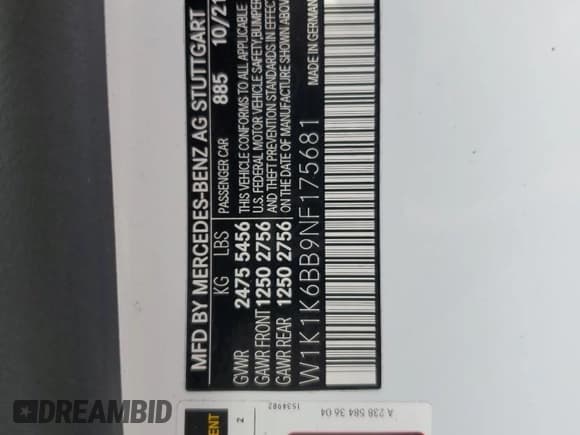 MFD BY MERCEDES-BENZ AG STUTTGART
KG LBS PASSENGER CAR 885 10/21
GVWR 2475 5456
GAWR FRONT 1250 2756
GAWR REAR 1250 2756
THIS VEHICLE CONFORMS TO ALL APPLICABLE
U.S. FEDERAL MOTOR VEHICLE SAFETY, BUMPER
AND THEFT PREVENTION STANDARDS IN EFFECT
ON THE DATE OF MANUFACTURE SHOWN ABOVE
MADE IN GERMANY
W1K1K6BB9NF175681
1534982
2
A 238 584 36 04
DREAMBID